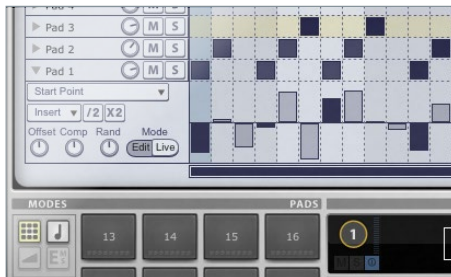 Pad 3 M S
Pad 2 M S
Pad 1 M S
Start Point
Insert /2 X2
Offset Comp Rand Mode
Edit Live
MODES PADS
13 14 15 16 1